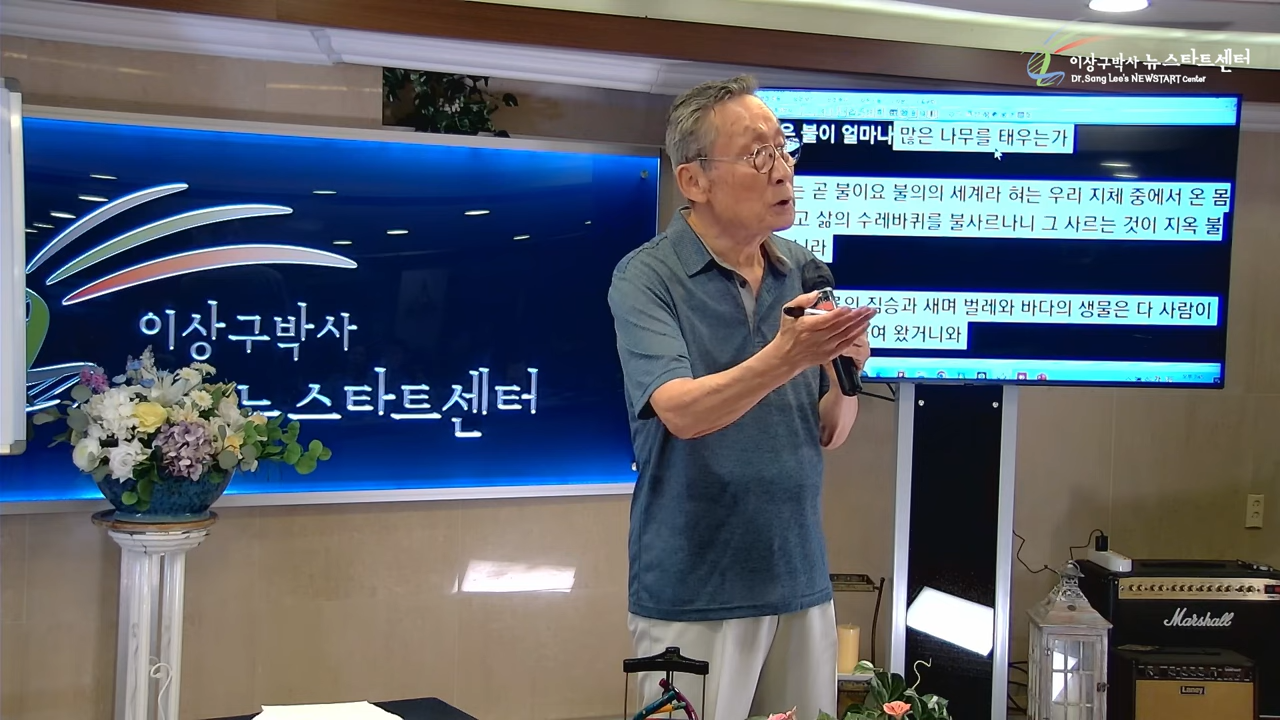 이상구박사 뉴스타트센터
Dr. Sang Lee's NEWSTART Center
불이 얼마나 많은 나무를 태우는가
는 곧 불이요 불의의 세계라 혀는 우리 지체 중에서 온 몸
고 삶의 수레바퀴를 불사르나니 그 사르는 것이 지옥 불
니라
짐승과 새며 벌레와 바다의 생물은 다 사람이
여 왔거니와
이상구박사
뉴스타트센터
Marshall
Laney